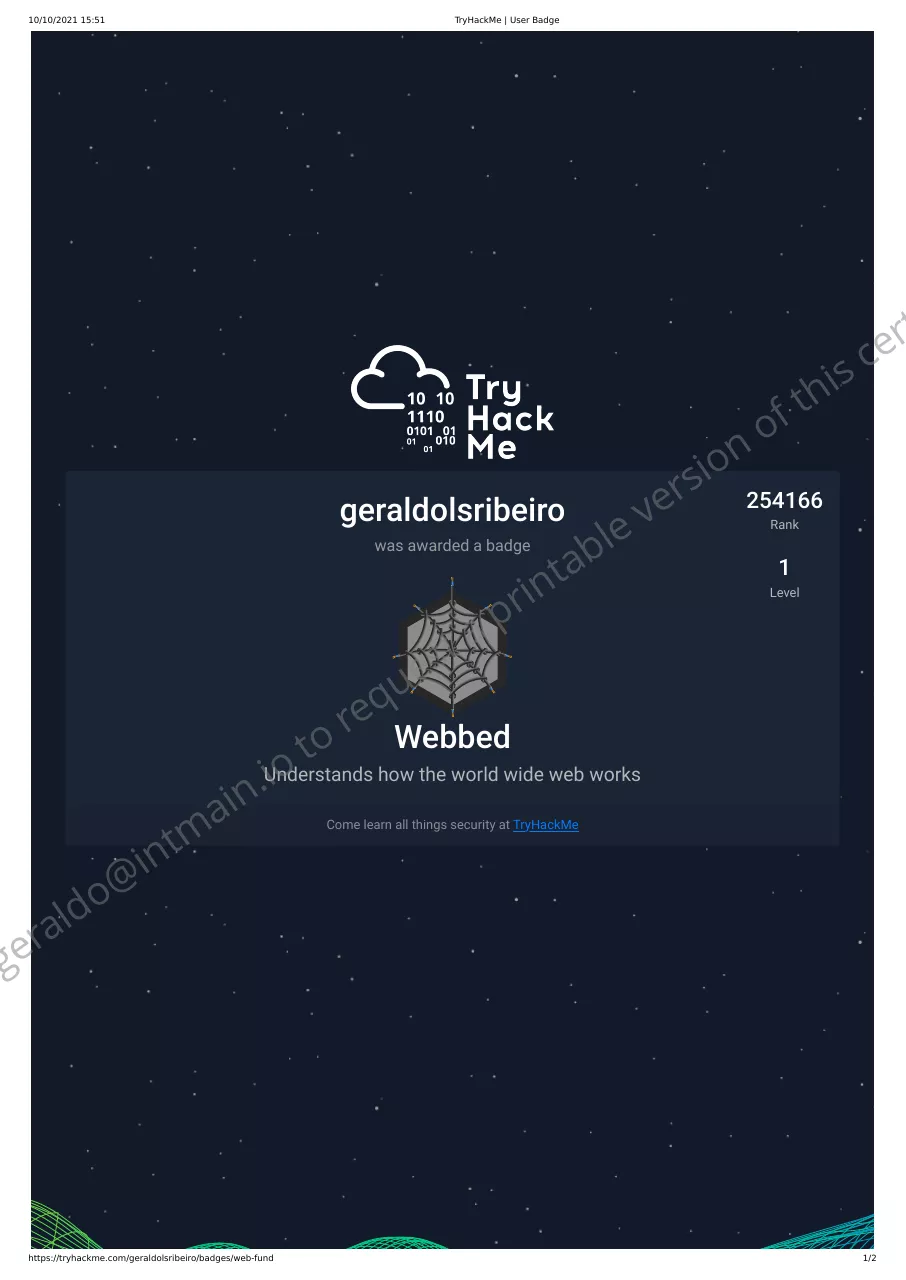 10/10/2021 15:51
TryHackMe | User Badge
10 10
1110
0101 01
01 010
01
Try
Hack
Me
geraldolsribeiro
was awarded a badge
254166
Rank
1
Level
Webbed
Understands how the world wide web works
Come learn all things security at TryHackMe
geraldo@intmain.io to requ printable version of this cert
https://tryhackme.com/geraldolsribeiro/badges/web-fund
1/2